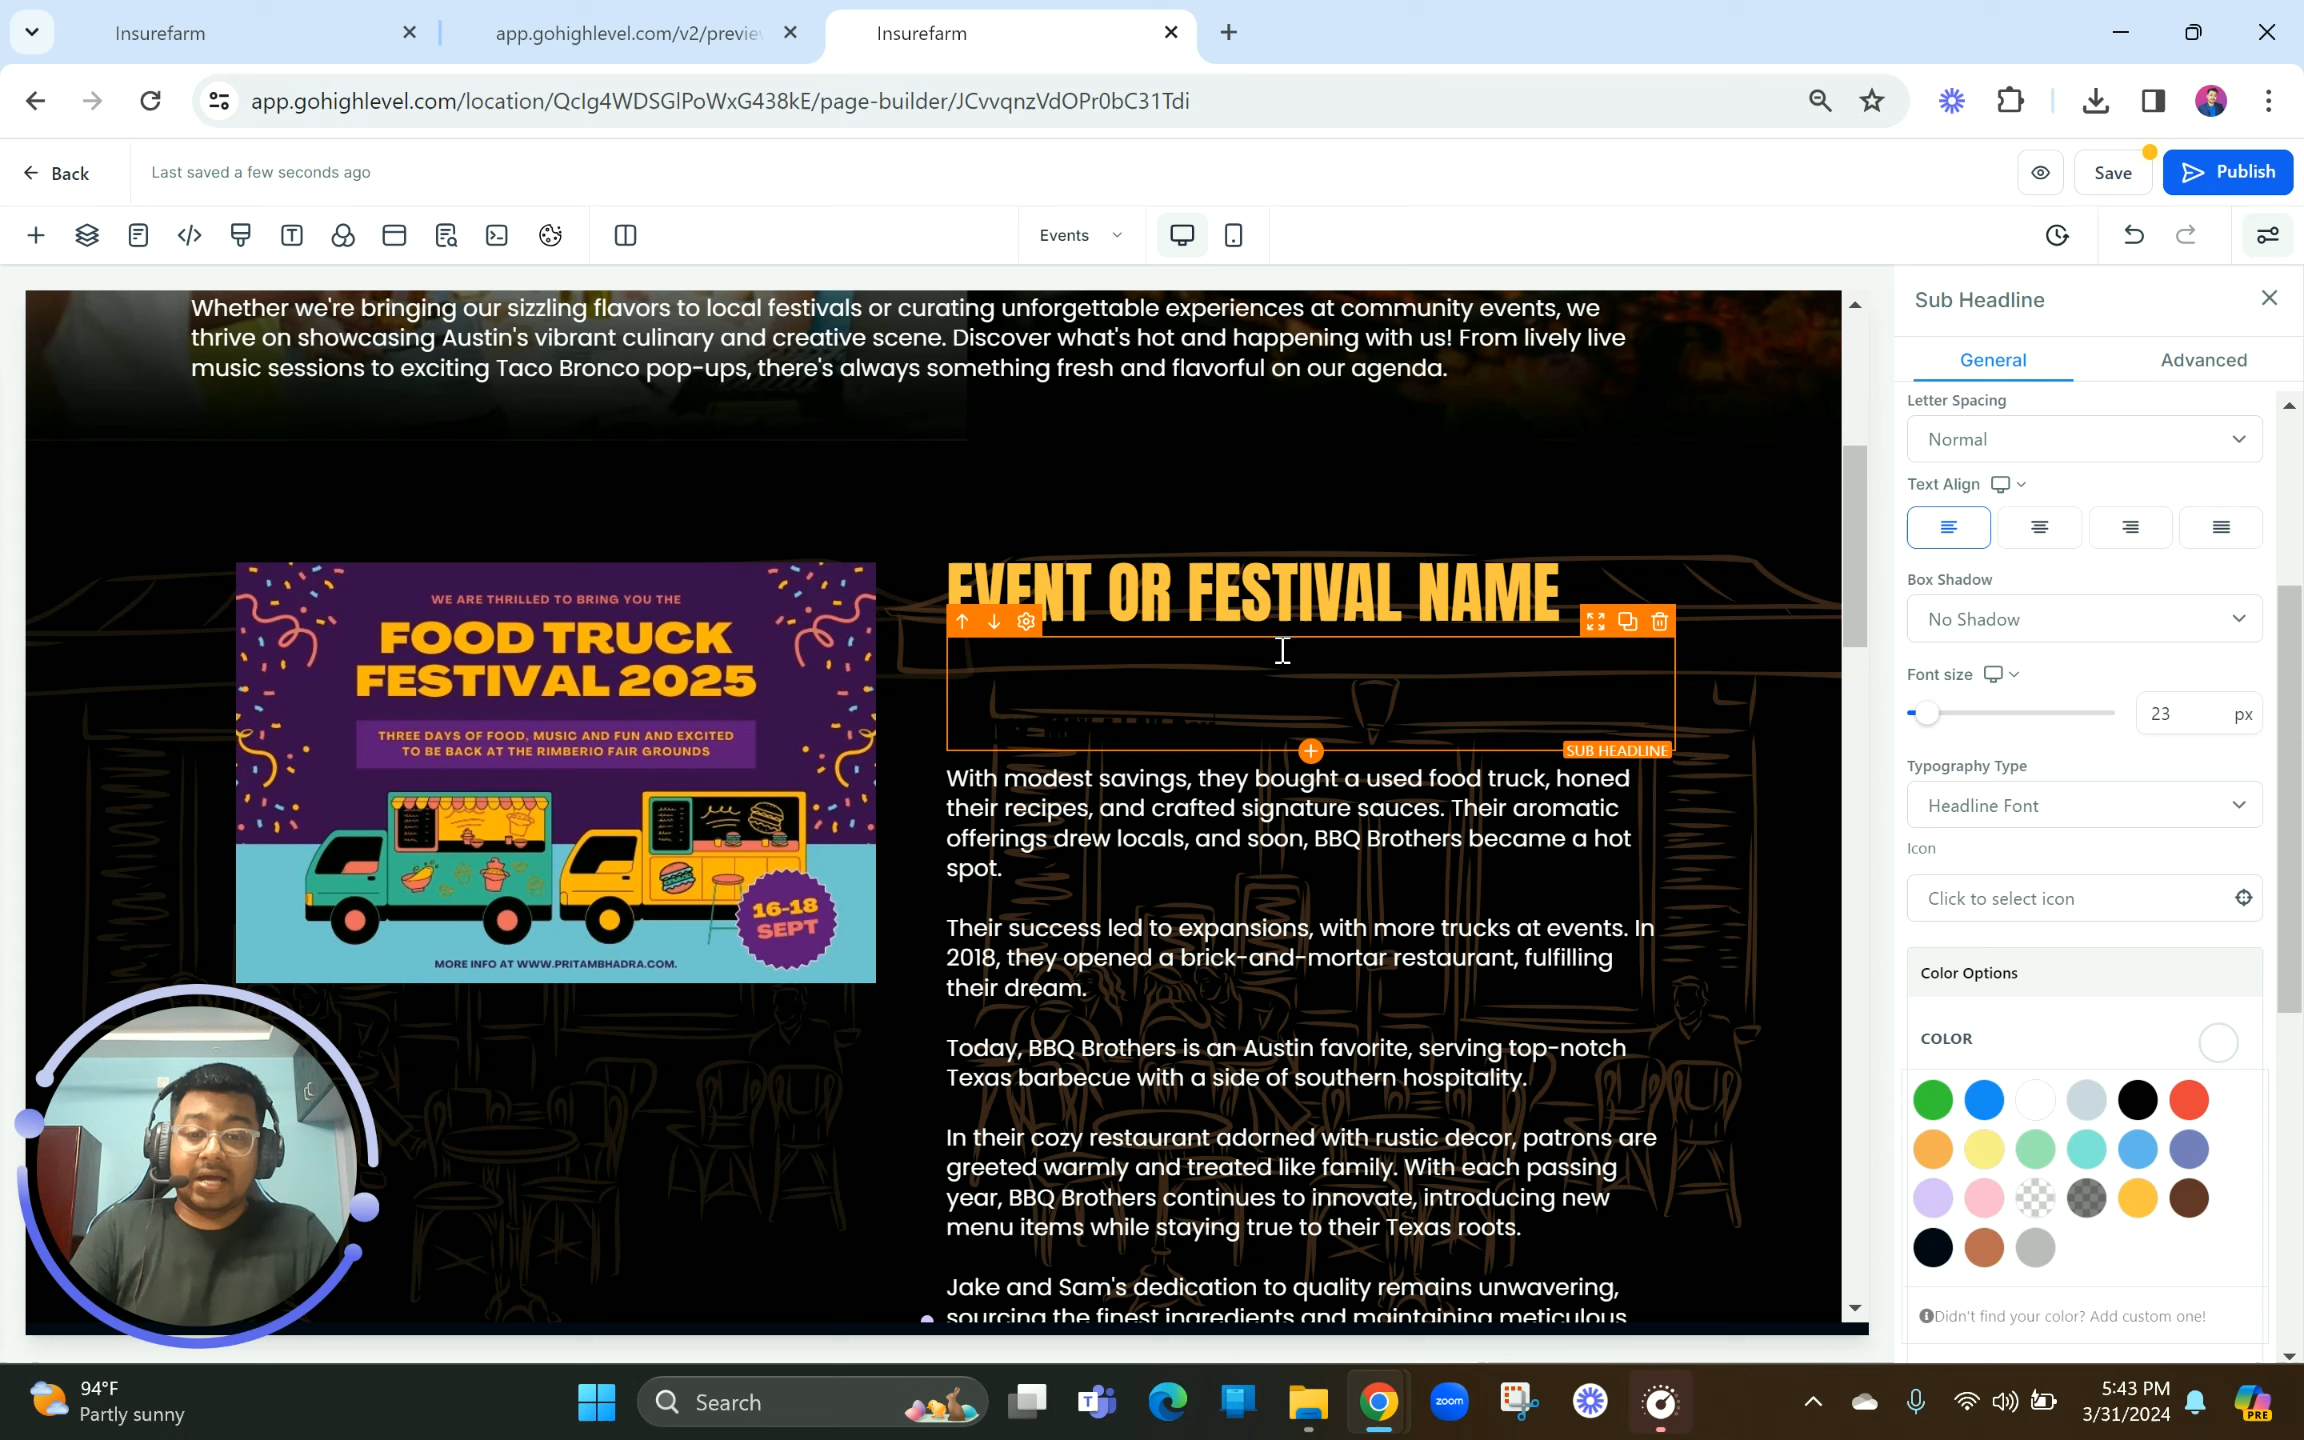 Insurefarm
app.gohighlevel.com/v2/previe
Insurefarm
app.gohighlevel.com/location/QcIg4WDSGIPoWxG438kE/page-builder/JCvvqnzVdOPr0bC31Tdi
Back
Last saved a few seconds ago
Save
Publish
Events
Whether we're bringing our sizzling flavors to local festivals or curating unforgettable experiences at community events, we
thrive on showcasing Austin's vibrant culinary and creative scene. Discover what's hot and happening with us! From lively live
music sessions to exciting Taco Bronco pop-ups, there's always something fresh and flavorful on our agenda.
WE ARE THRILLED TO BRING YOU THE
FOOD TRUCK
FESTIVAL 2025
THREE DAYS OF FOOD, MUSIC AND FUN AND EXCITED
TO BE BACK AT THE RIMBERIO FAIR GROUNDS
16-18
SEPT
MORE INFO AT WWW.PRITAMBHADRA.COM.
EVENT OR FESTIVAL NAME
SUB HEADLINE
With modest savings, they bought a used food truck, honed
their recipes, and crafted signature sauces. Their aromatic
offerings drew locals, and soon, BBQ Brothers became a hot
spot.
Their success led to expansions, with more trucks at events. In
2018, they opened a brick-and-mortar restaurant, fulfilling
their dream.
Today, BBQ Brothers is an Austin favorite, serving top-notch
Texas barbecue with a side of southern hospitality.
In their cozy restaurant adorned with rustic decor, patrons are
greeted warmly and treated like family. With each passing
year, BBQ Brothers continues to innovate, introducing new
menu items while staying true to their Texas roots.
Jake and Sam's dedication to quality remains unwavering,
sourcing the finest ingredients and maintaining meticulous
Sub Headline
General
Advanced
Letter Spacing
Normal
Text Align
Box Shadow
No Shadow
Font size
23
px
Typography Type
Headline Font
Icon
Click to select icon
Color Options
COLOR
Didn't find your color? Add custom one!
94°F
Partly sunny
Search
zoom
5:43 PM
3/31/2024
PRE